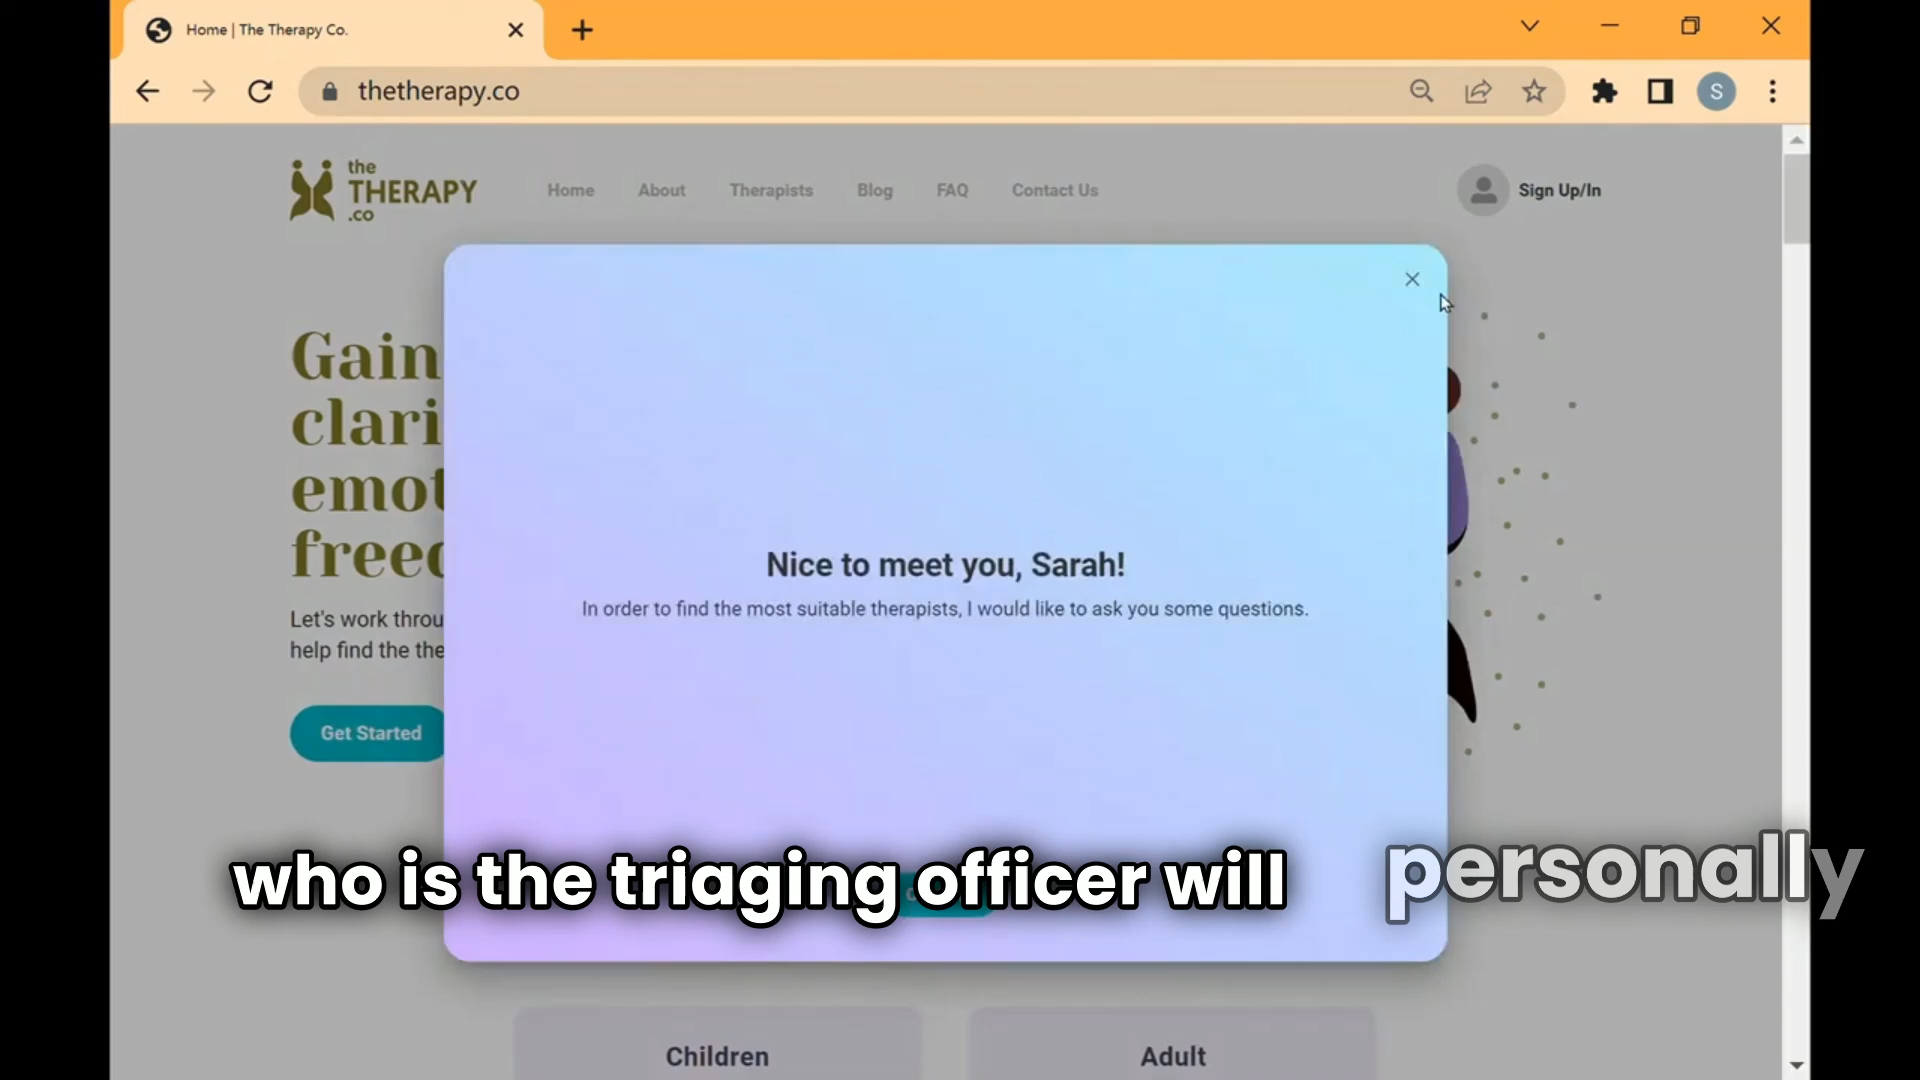 Home | The Therapy Co.
thetherapy.co
S
the
THERAPY
.co
Home
About
Therapists
Blog
FAQ
Contact Us
Sign Up/In
Gain
clari
emot
freed
Let's work throu
help find the the
Get Started
Nice to meet you, Sarah!
In order to find the most suitable therapists, I would like to ask you some questions.
who is the triaging officer will personally
Children
Adult